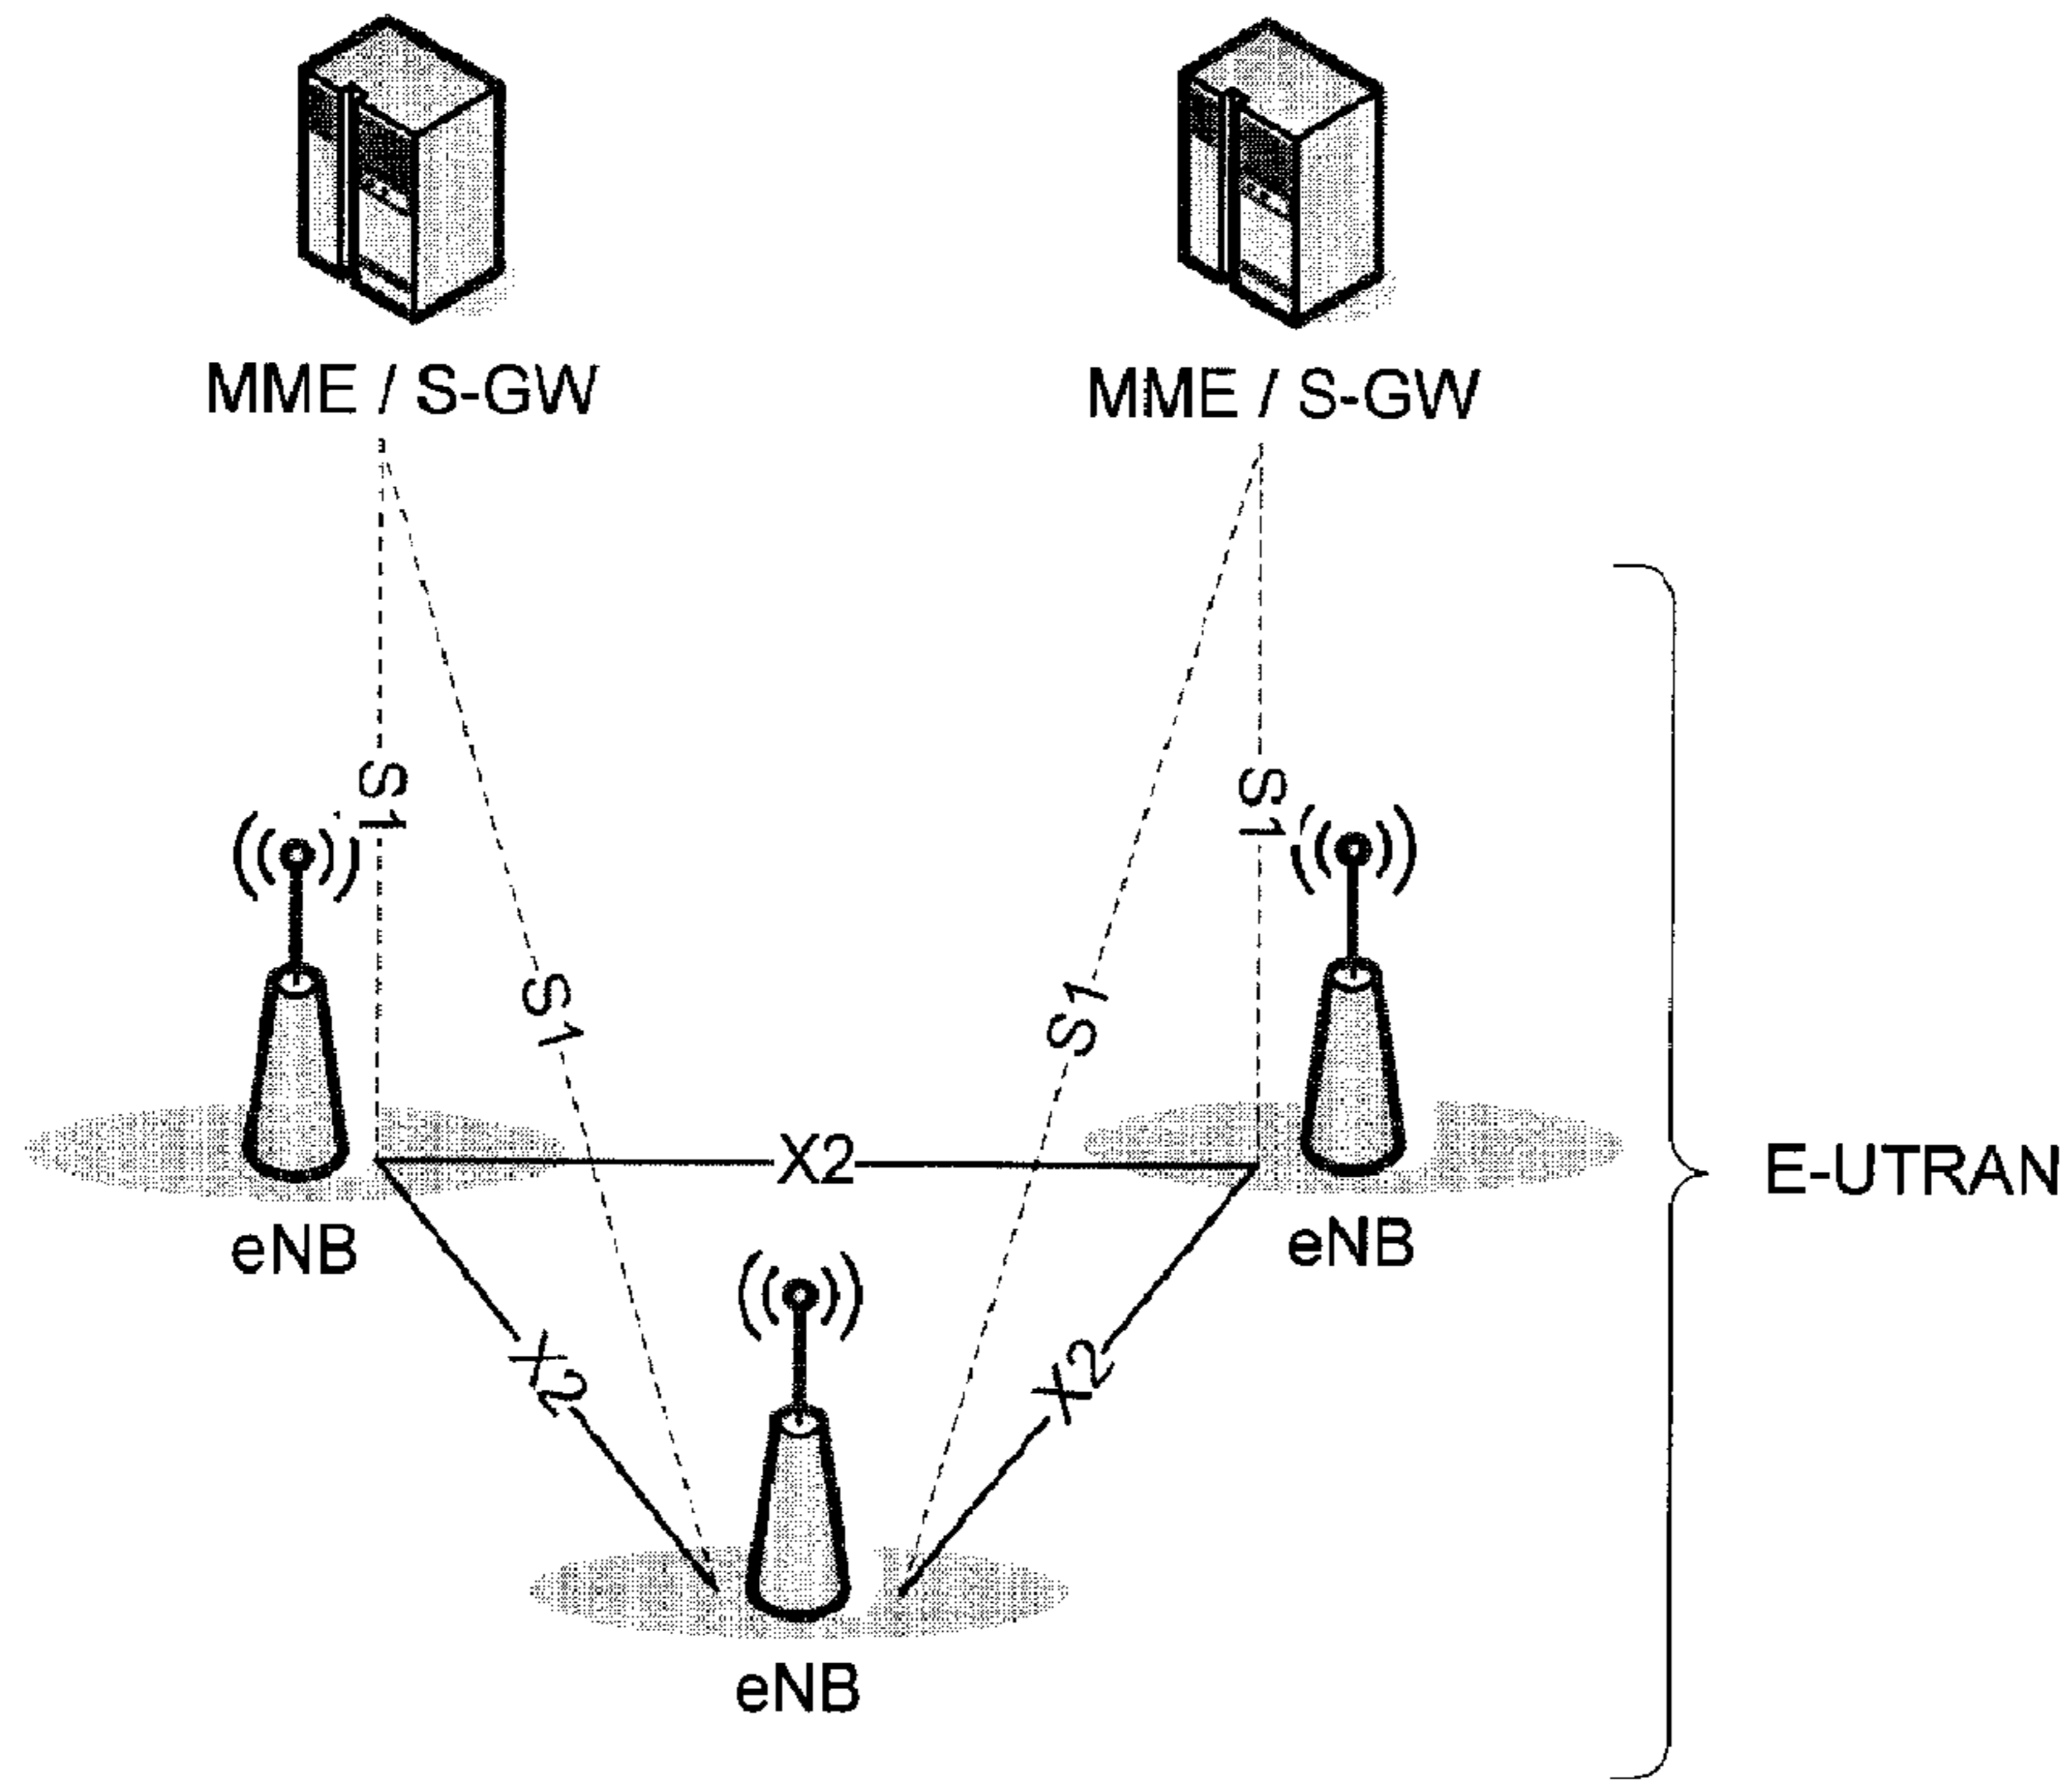 MME / S-GW
MME / S-GW
S1
S1
S1
S1
X2
E-UTRAN
eNB
eNB
X2
X2
eNB